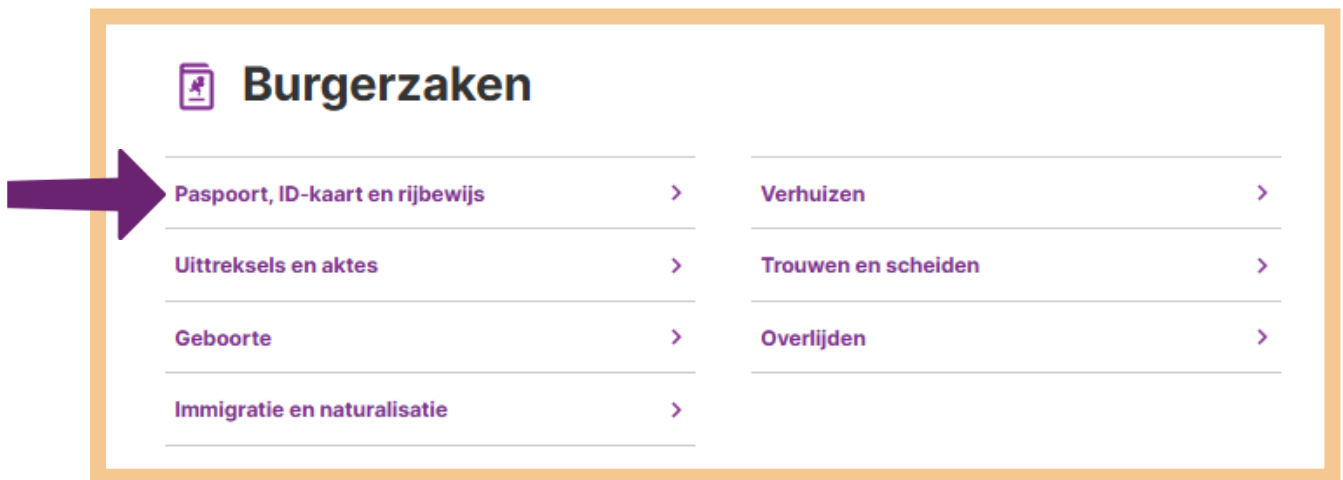 Burgerzaken
Paspoort, ID-kaart en rijbewijs
Uittreksels en aktes
Geboorte
Immigratie en naturalisatie
Verhuizen
Trouwen en scheiden
Overlijden